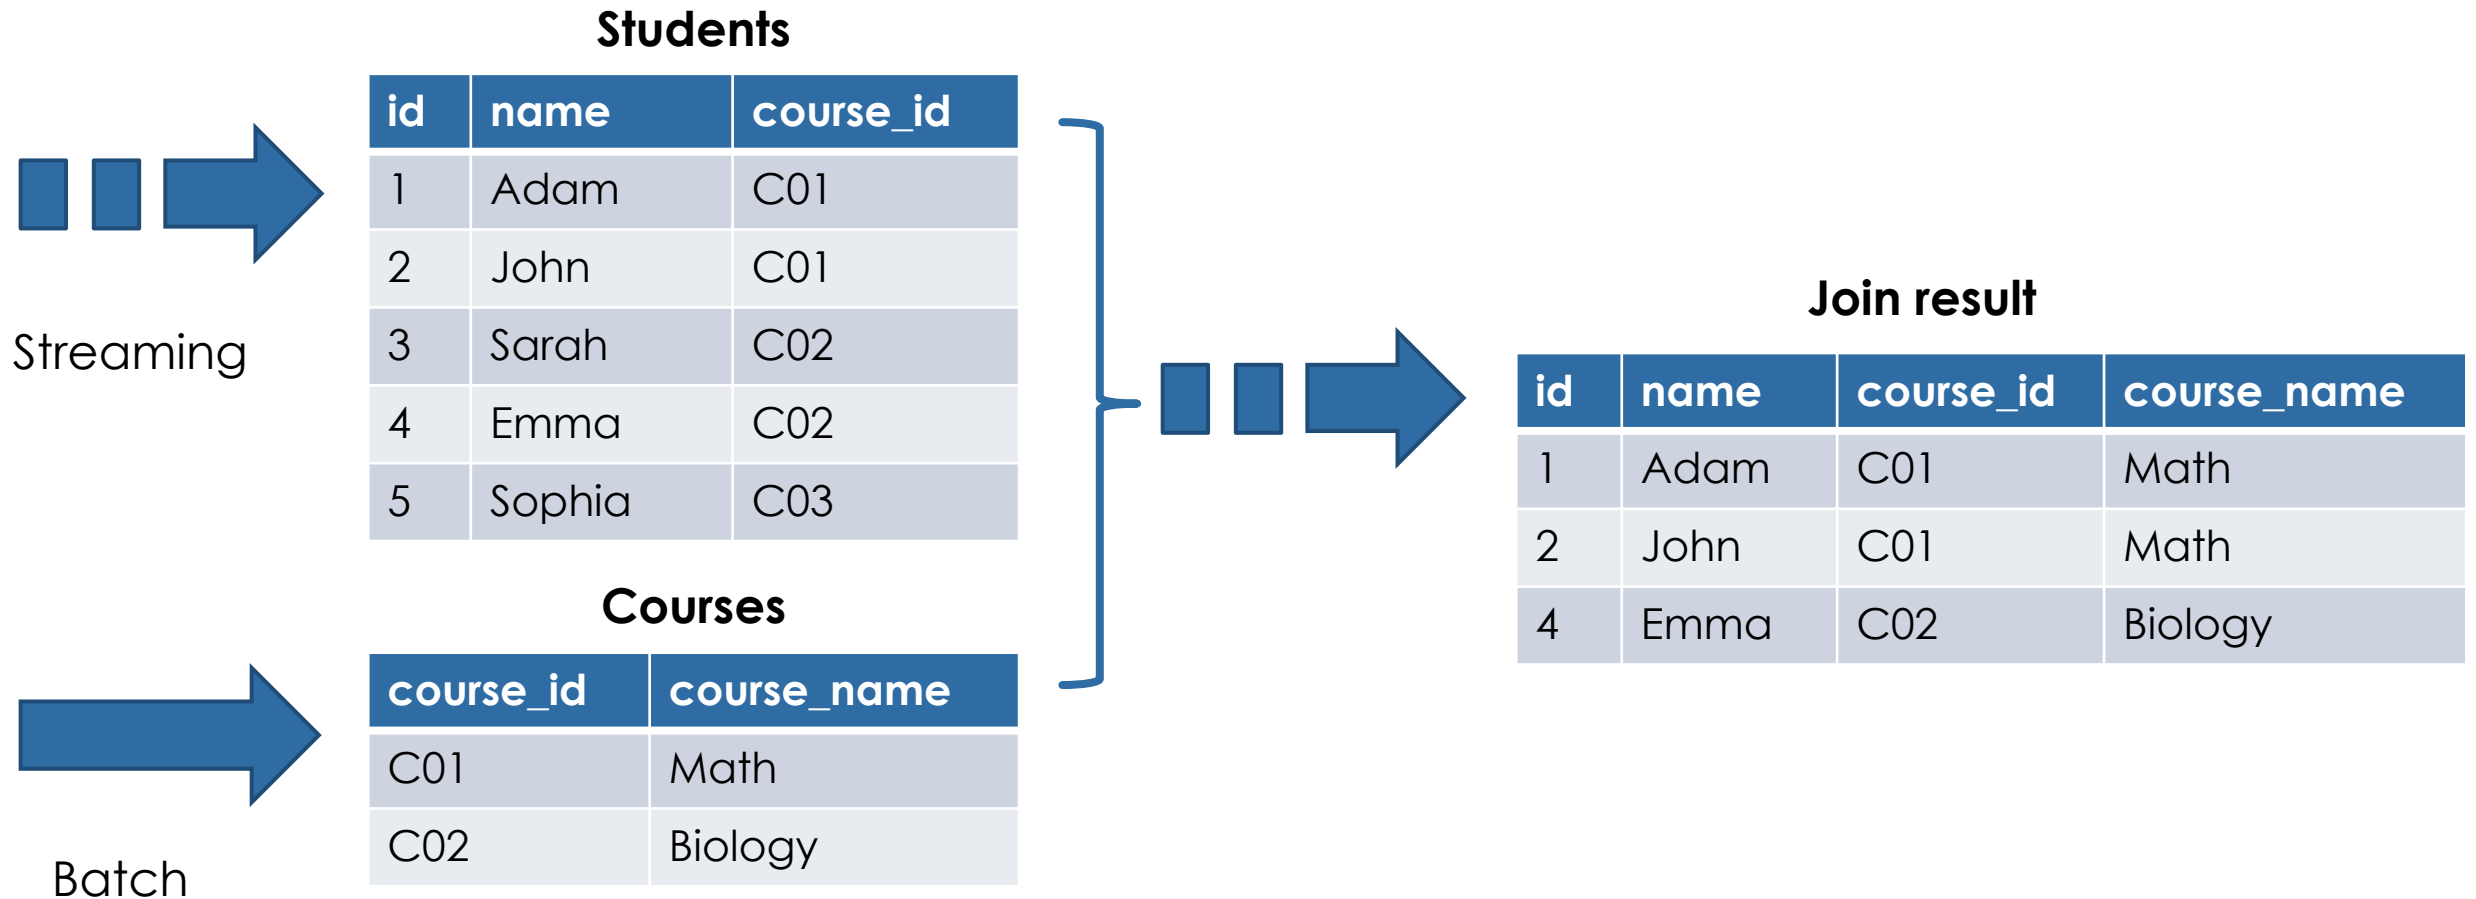 Students
id name course_id
1 Adam C01
2 John C01
3 Sarah C02
4 Emma C02
5 Sophia C03
Streaming
Courses
course_id course_name
C01 Math
C02 Biology
Batch
Join result
id name course_id course_name
1 Adam C01 Math
2 John C01 Math
4 Emma C02 Biology